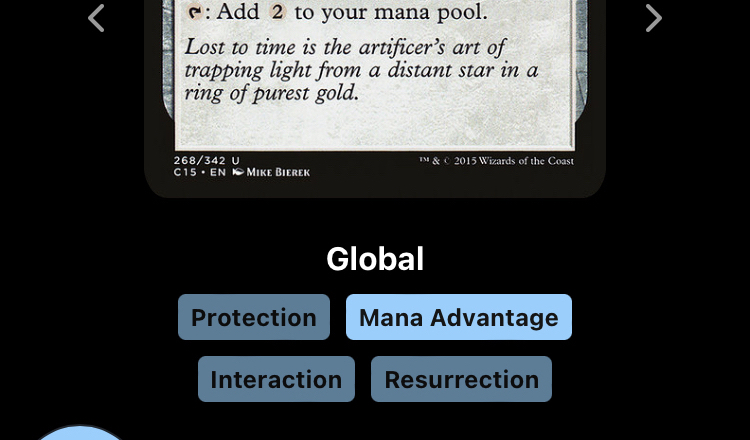 : Add 2 to your mana pool.
Lost to time is the artificer's art of
trapping light from a distant star in a
ring of purest gold.
268/342 U
C15 • EN MIKE BIEREK
™ & © 2015 Wizards of the Coast
Global
Protection
Mana Advantage
Interaction
Resurrection